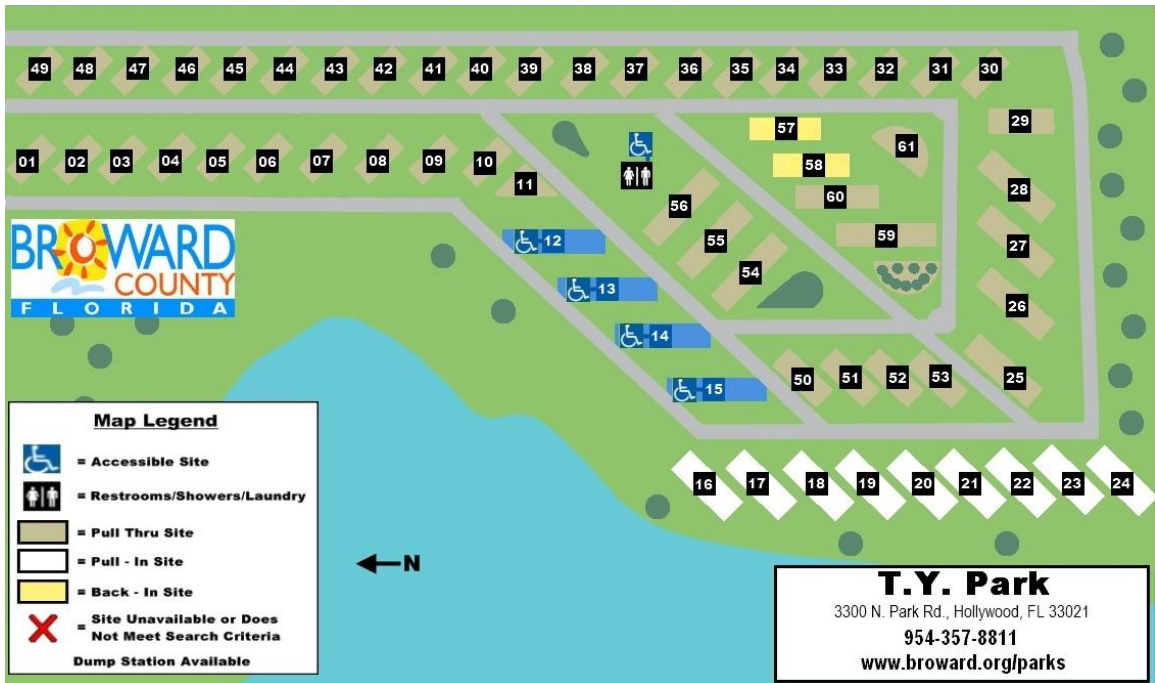 49 48 47 46 45 44 43 42 41 40 39 38 37 36 35 34 33 32 31 30
57 29
01 02 03 04 05 06 07 08 09 10 61
58
11 28
60
56
BROWARD
COUNTY
FLORIDA
12 55 59 27
54
13 26
14
50 51 52 53 25
15
16 17 18 19 20 21 22 23 24
Map Legend
= Accessible Site
= Restrooms/Showers/Laundry
= Pull Thru Site
= Pull - In Site
= Back - In Site
= Site Unavailable or Does
Not Meet Search Criteria
Dump Station Available
N
T.Y. Park
3300 N. Park Rd., Hollywood, FL 33021
954-357-8811
www.broward.org/parks